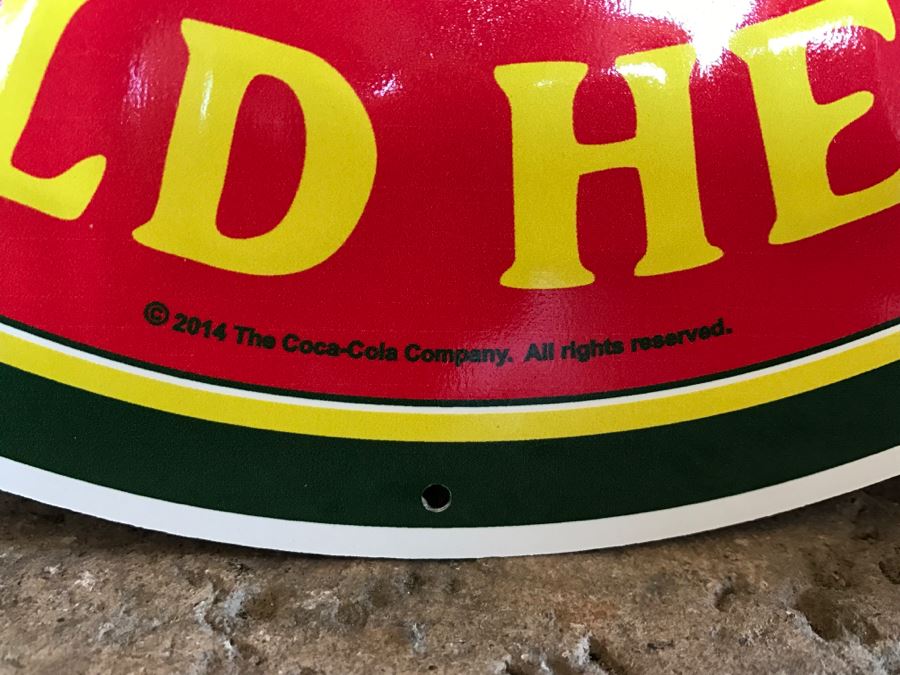 LD HE
© 2014 The Coca-Cola Company. All rights reserved.